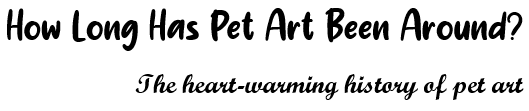 How Long Has Pet Art Been Around?
The heart-warming history of pet art